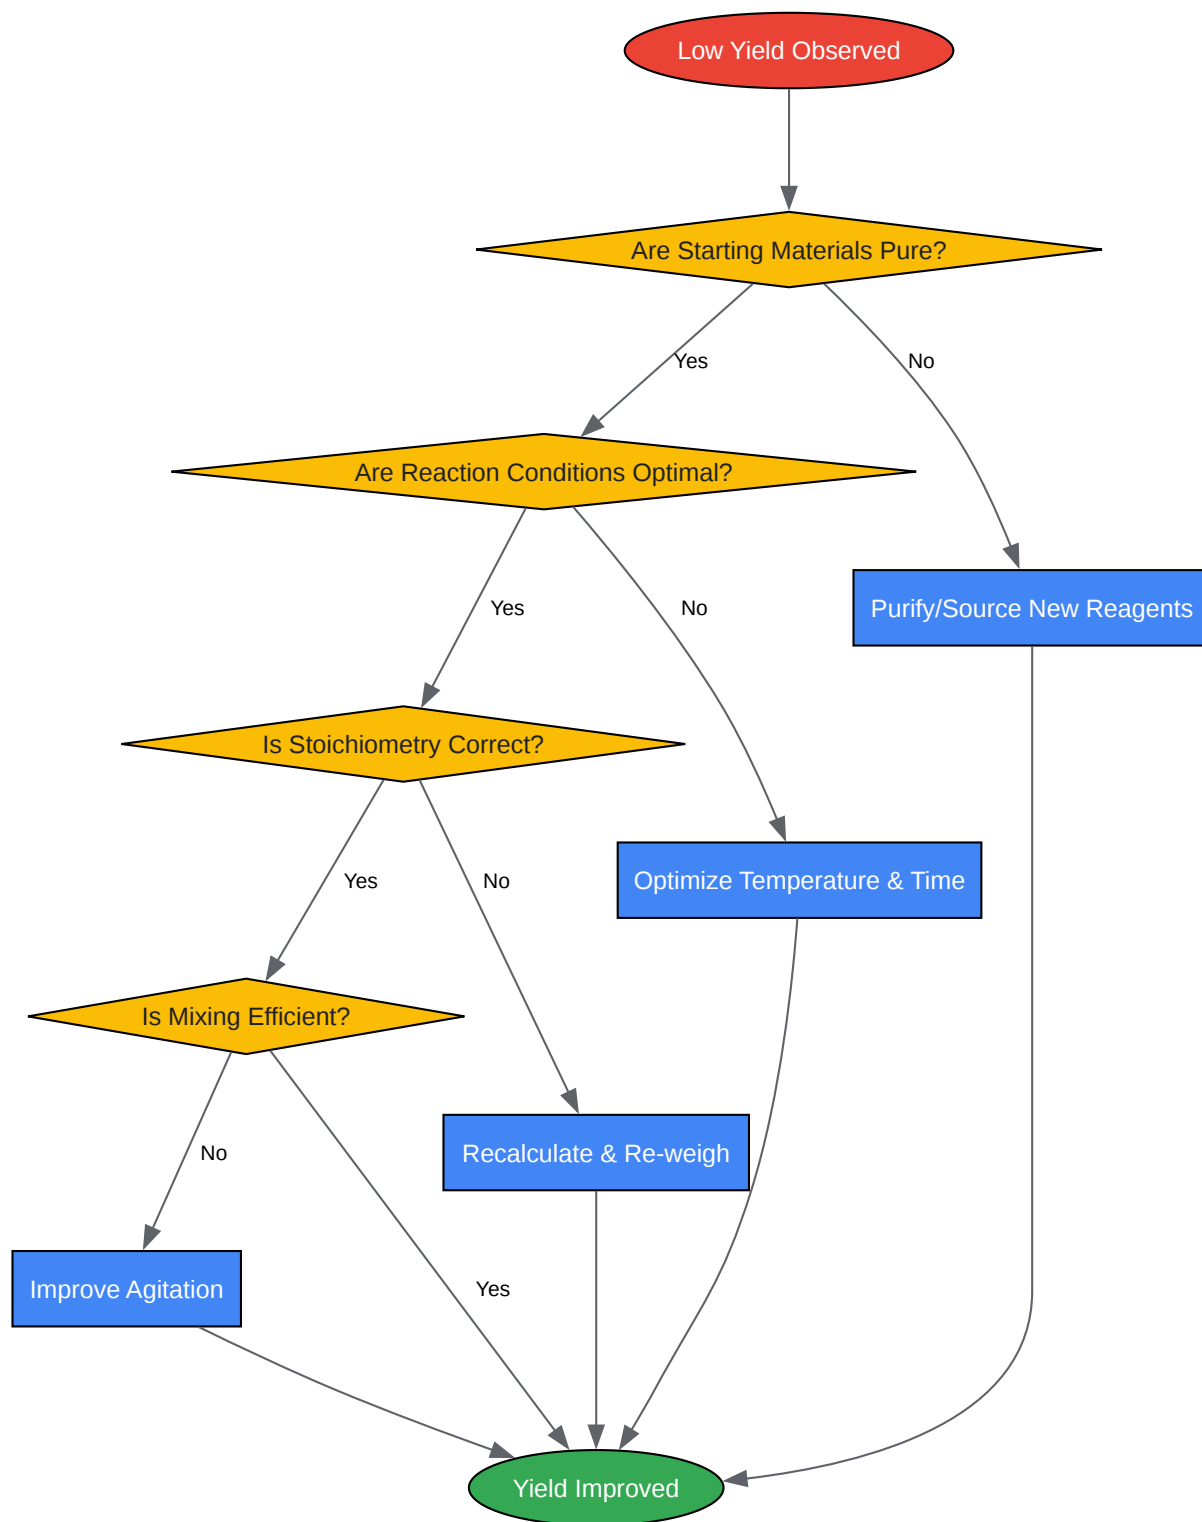 Low Yield Observed
Are Starting Materials Pure?
Yes
No
Are Reaction Conditions Optimal?
Yes
No
Purify/Source New Reagents
Is Stoichiometry Correct?
Yes
No
Optimize Temperature & Time
Is Mixing Efficient?
No
Recalculate & Re-weigh
Improve Agitation
Yes
Yield Improved